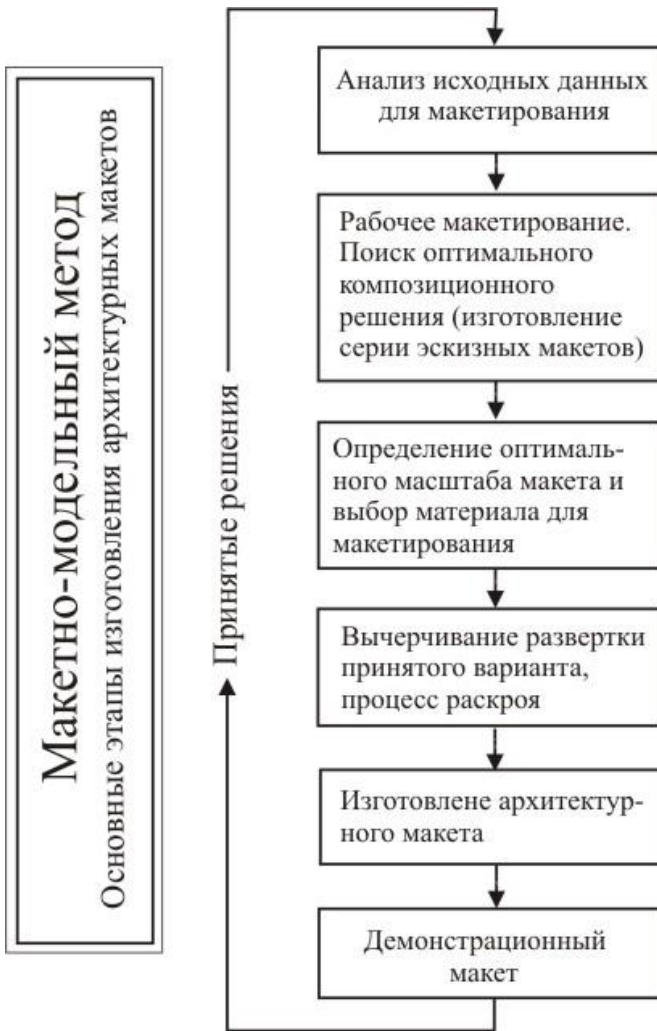 Макетно-модельный метод
Основные этапы изготовления архитектурных макетов
Принятые решения
Анализ исходных данных
для макетирования
Рабочее макетирование.
Поиск оптимального
композиционного
решения (изготовление
серии эскизных макетов)
Определение оптималь-
ного масштаба макета и
выбор материала для
макетирования
Вычерчивание развертки
принятого варианта,
процесс раскроя
Изготовлене архитектур-
ного макета
Демонстрационный
макет